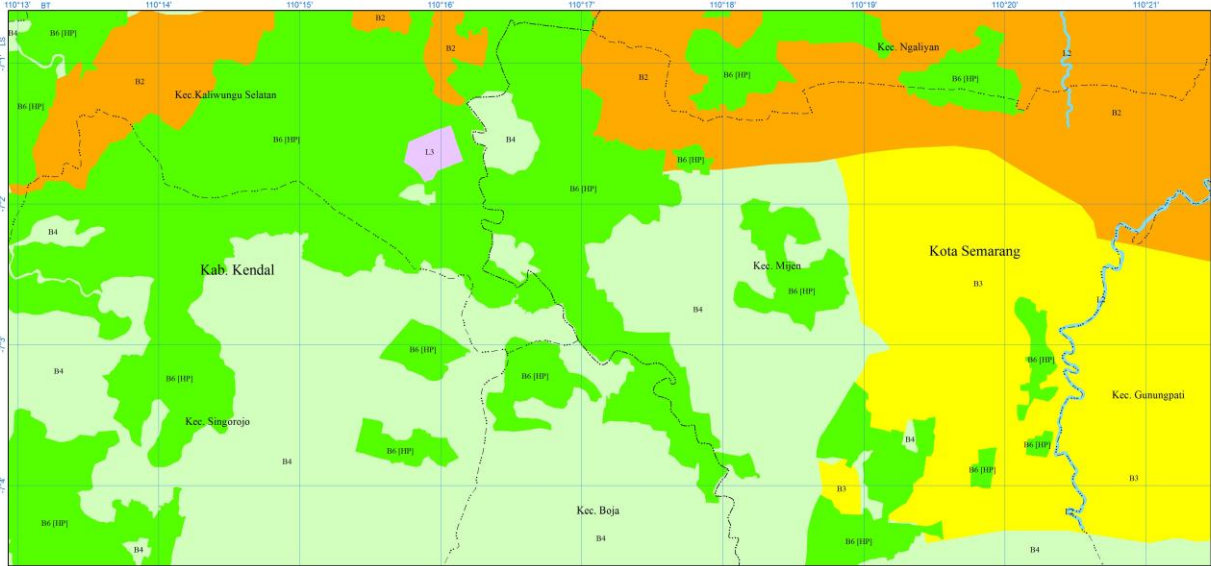 110°13' BT 110°14' 110°15' 110°16' 110°17' 110°18' 110°19' 110°20' 110°21'
B4
B6 [HP]
B2
B2
LS
Kec. Ngaliyan
L2
B2
B2
B6 [HP]
B6 [HP]
Kec.Kaliwungu Selatan
B6 [HP]
B2
B6 [HP]
B4
L3
B6 [HP]
B6 [HP]
B4
Kota Semarang
Kab. Kendal
Kec. Mijen
B3
B6 [HP]
L2
B4
B6 [HP]
B6 [HP]
B4
B6 [HP]
B6 [HP]
Kec. Gunungpati
Kec. Singorojo
B4
B6 [HP]
B6 [HP]
B4
B6 [HP]
B3
B3
Kec. Boja
B6 [HP]
B4
B6 [HP]
B4
B4